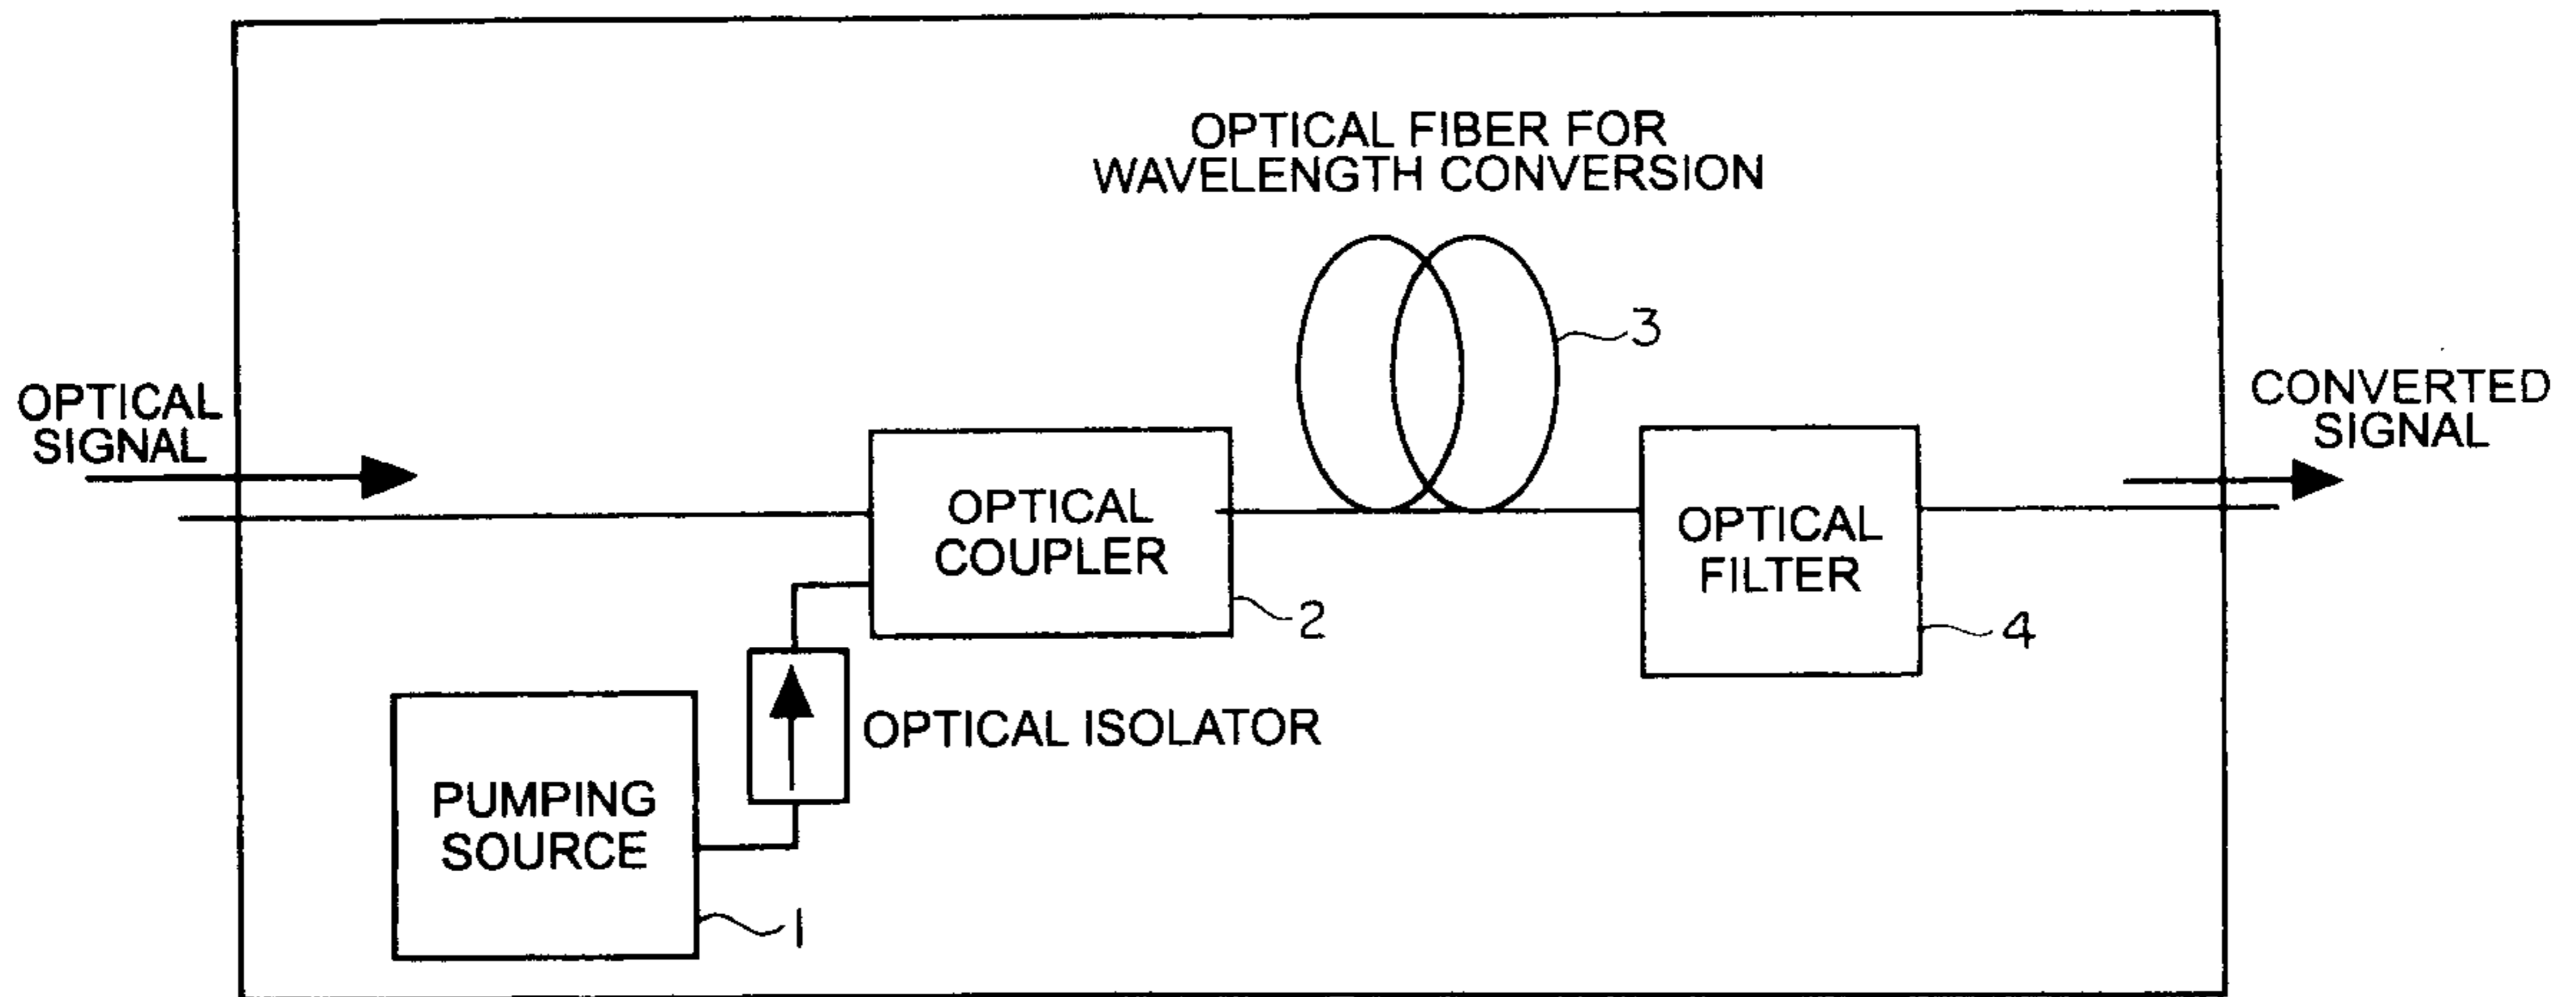 OPTICAL FIBER FOR
WAVELENGTH CONVERSION
3
OPTICAL
SIGNAL
CONVERTED
SIGNAL
OPTICAL
COUPLER
2
OPTICAL
FILTER
4
OPTICAL ISOLATOR
PUMPING
SOURCE
1